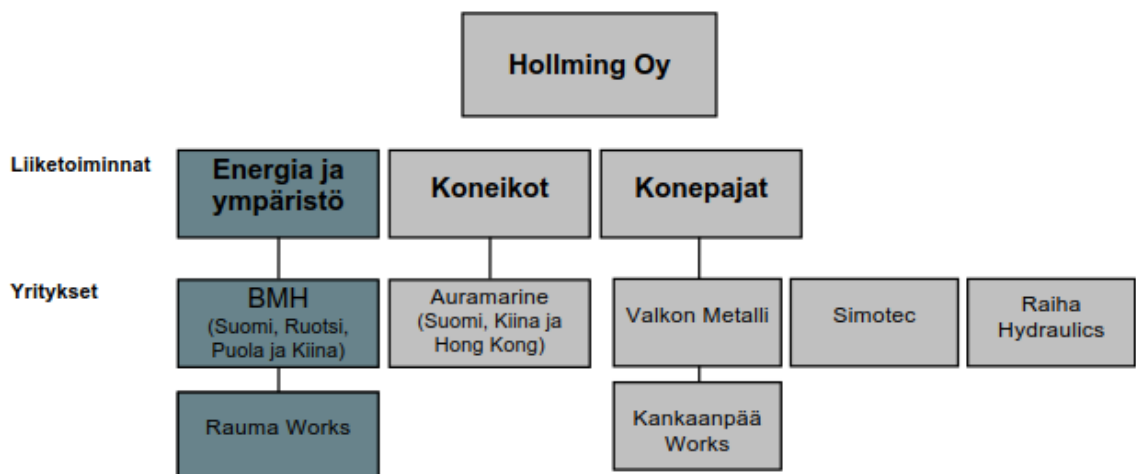 Hollming Oy
Liiketoiminnat
Energia ja
ympäristö
Koneikot
Konepajat
Yritykset
BMH
(Suomi, Ruotsi,
Puola ja Kiina)
Auramarine
(Suomi, Kiina ja
Hong Kong)
Valkon Metalli
Simotec
Raiha
Hydraulics
Rauma Works
Kankaanpää
Works